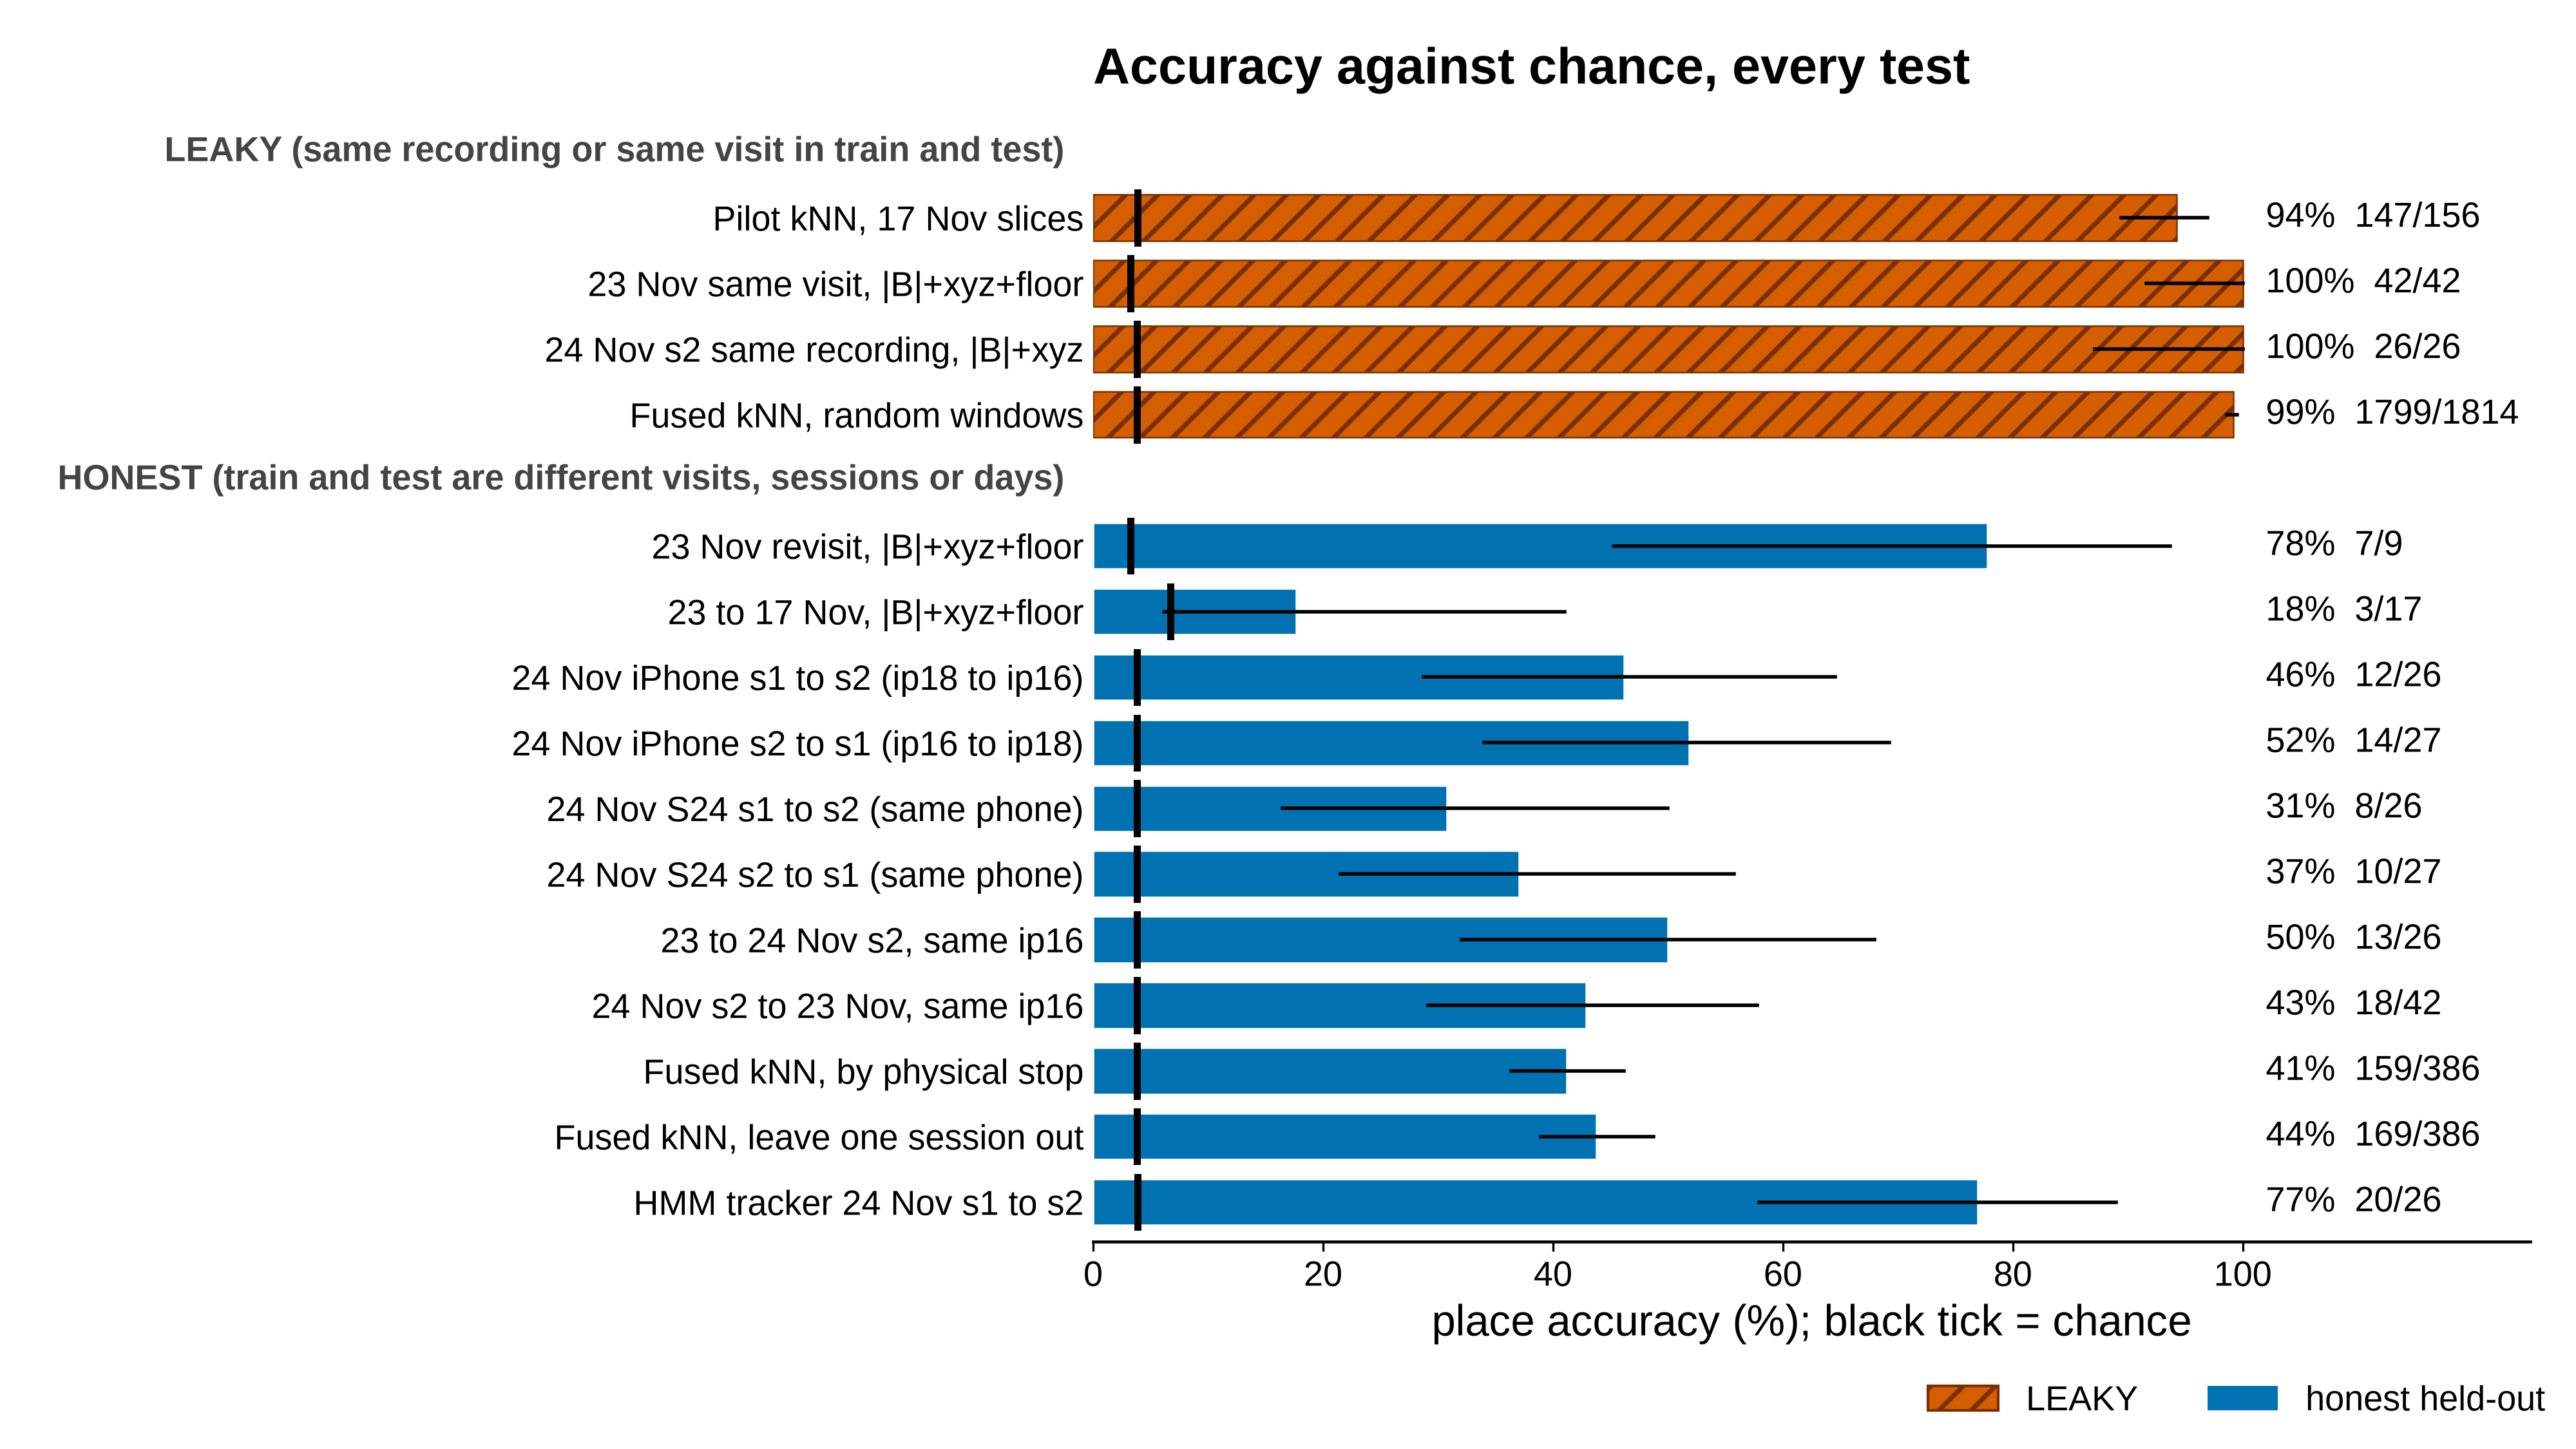 Accuracy against chance, every test
LEAKY (same recording or same visit in train and test)
Pilot kNN, 17 Nov slices 94% 147/156
23 Nov same visit, |B|+xyz+floor 100% 42/42
24 Nov s2 same recording, |B|+xyz 100% 26/26
Fused kNN, random windows 99% 1799/1814
HONEST (train and test are different visits, sessions or days)
23 Nov revisit, |B|+xyz+floor 78% 7/9
23 to 17 Nov, |B|+xyz+floor 18% 3/17
24 Nov iPhone s1 to s2 (ip18 to ip16) 46% 12/26
24 Nov iPhone s2 to s1 (ip16 to ip18) 52% 14/27
24 Nov S24 s1 to s2 (same phone) 31% 8/26
24 Nov S24 s2 to s1 (same phone) 37% 10/27
23 to 24 Nov s2, same ip16 50% 13/26
24 Nov s2 to 23 Nov, same ip16 43% 18/42
Fused kNN, by physical stop 41% 159/386
Fused kNN, leave one session out 44% 169/386
HMM tracker 24 Nov s1 to s2 77% 20/26
0 20 40 60 80 100
place accuracy (%); black tick = chance
LEAKY honest held-out